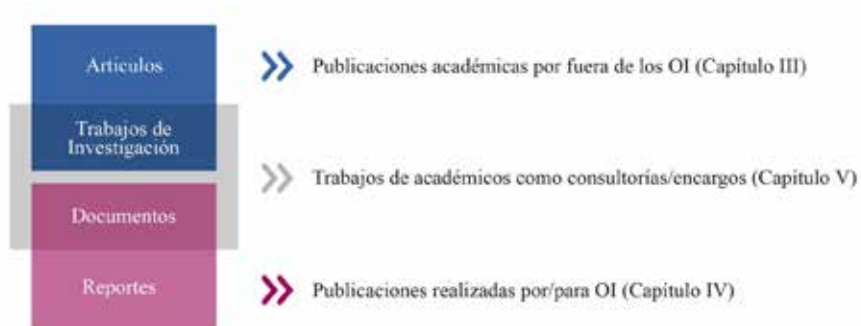 Artículos
Publicaciones académicas por fuera de los OI (Capítulo III)
Trabajos de
Investigación
Trabajos de académicos como consultorías/encargos (Capítulo V)
Documentos
Reportes
Publicaciones realizadas por/para OI (Capítulo IV)